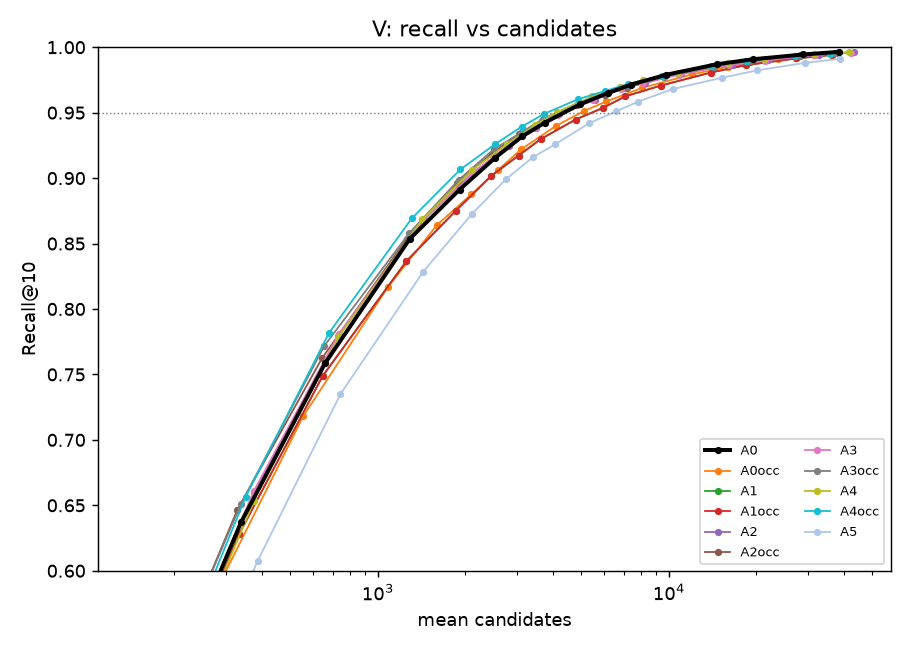 V: recall vs candidates
1.00
0.95
0.90
0.85
0.80
0.75
0.70
0.65
0.60
Recall@10
10³
10⁴
mean candidates
A0
A0occ
A1
A1occ
A2
A2occ
A3
A3occ
A4
A4occ
A5